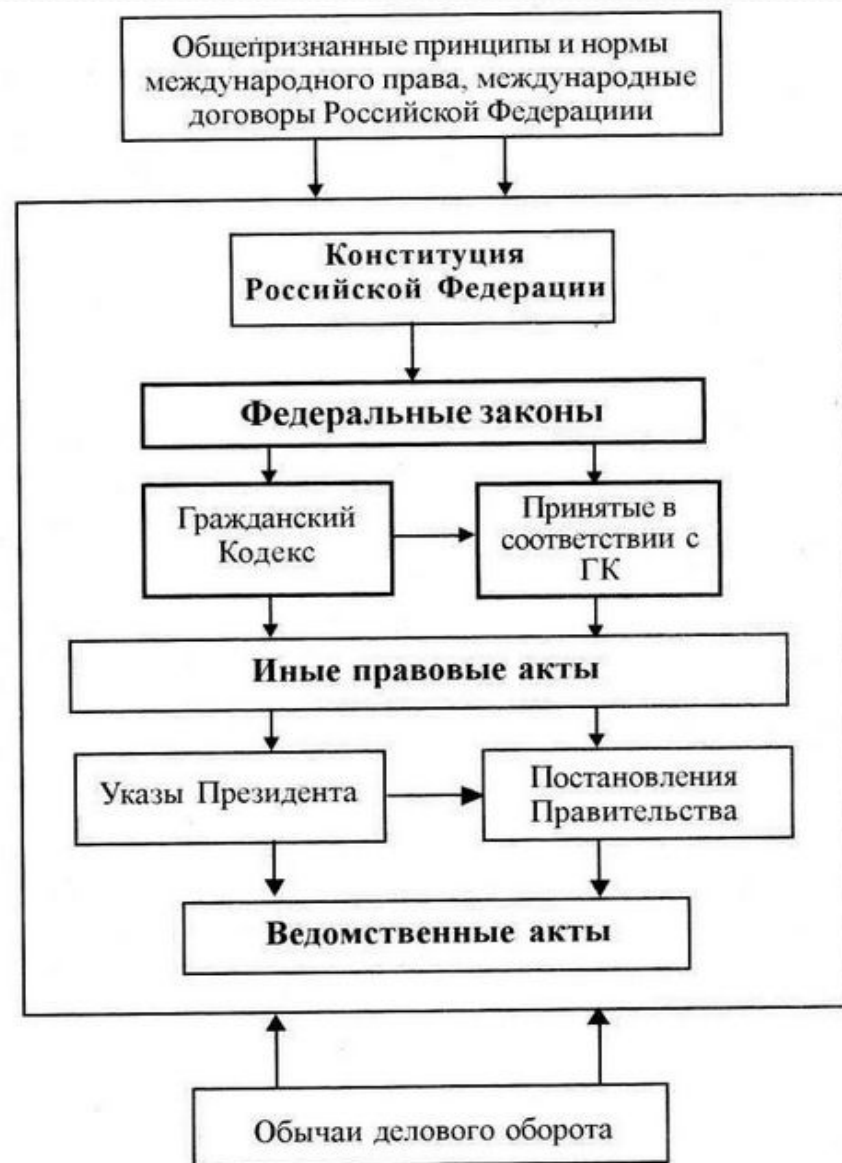 Общепризнанные принципы и нормы
международного права, международные
договоры Российской Федерациии
Конституция
Российской Федерации
Федеральные законы
Гражданский
Кодекс
Принятые в
соответствии с
ГК
Иные правовые акты
Указы Президента
Постановления
Правительства
Ведомственные акты
Обычаи делового оборота